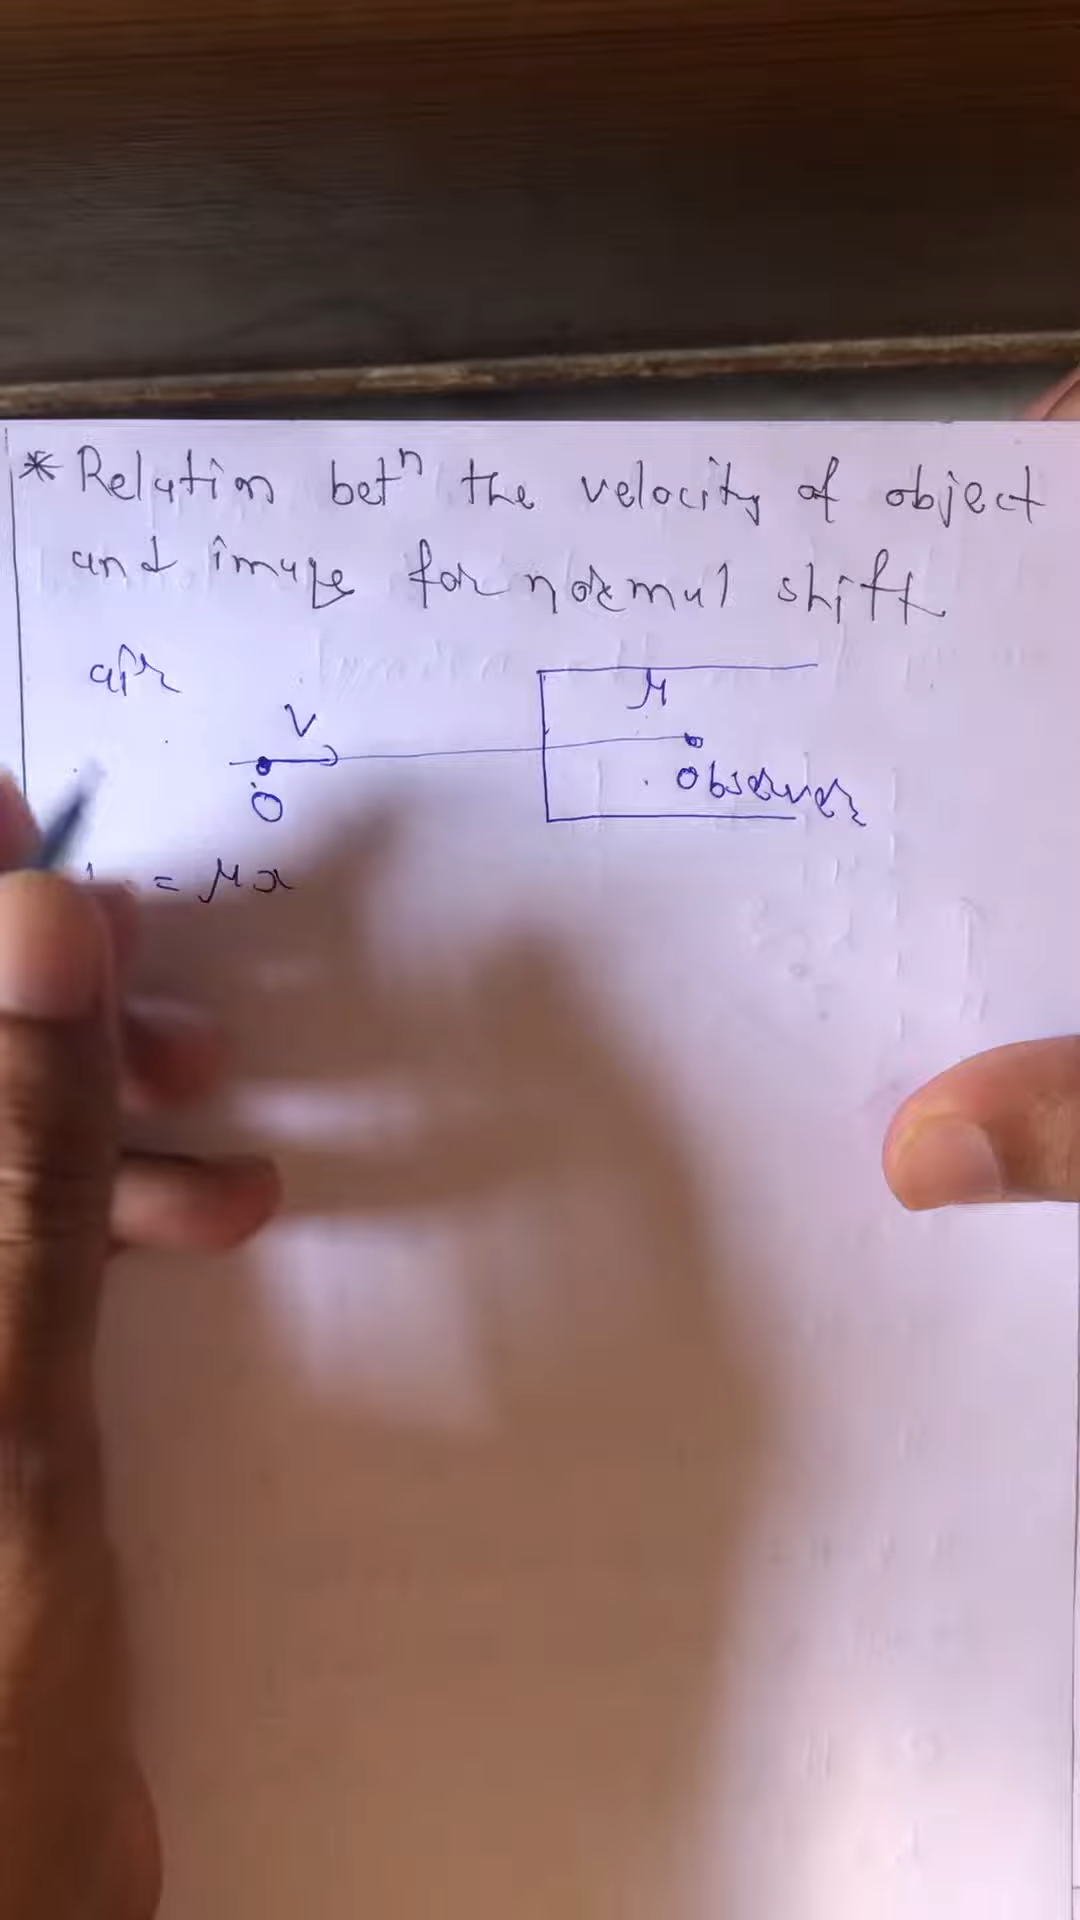 * Relation betⁿ the velocity of object
and image for normal shift
air
V
μ
O
Observer
= μx